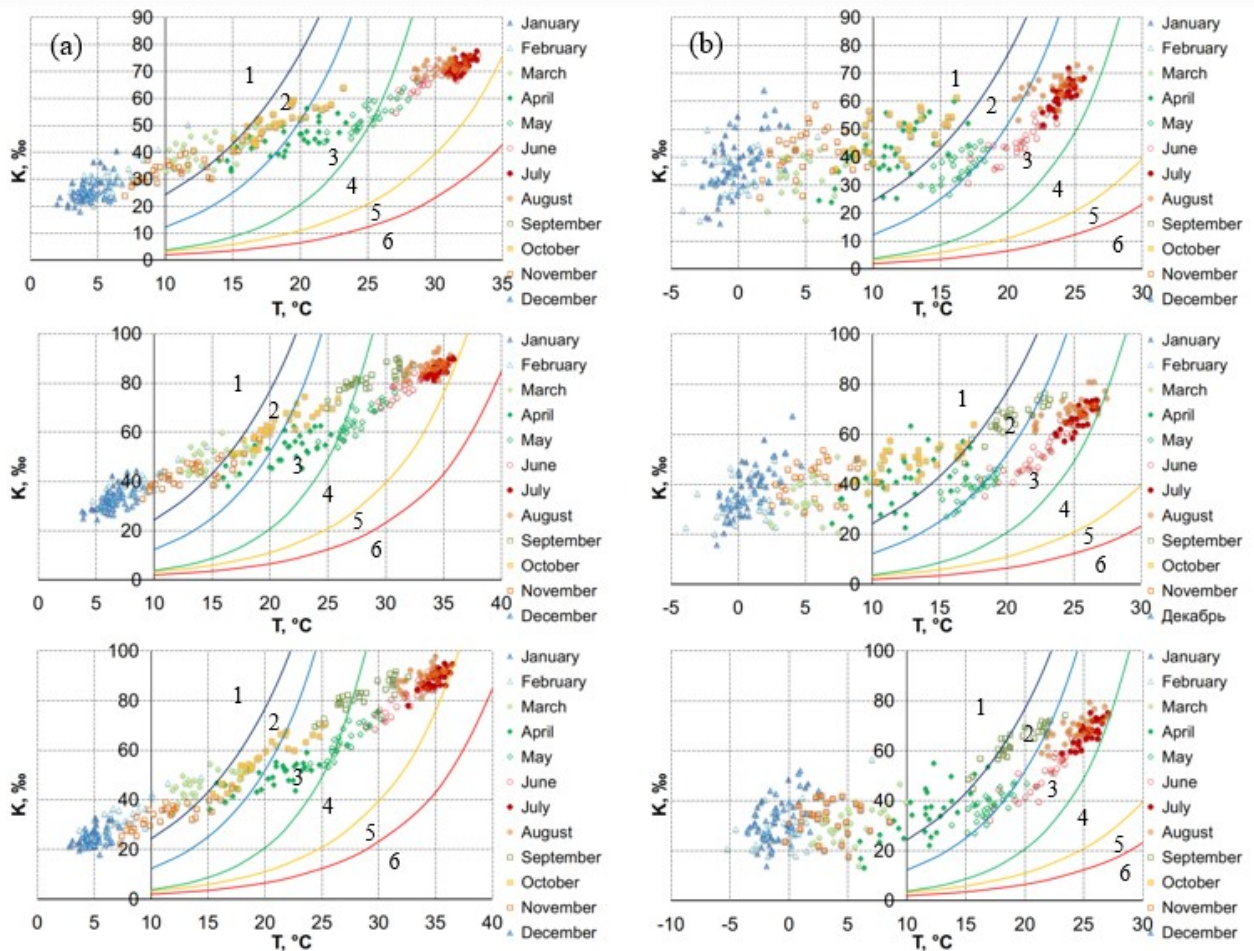 (a)
K, ‰
90
80
70
60
50
40
30
20
10
0
1
2
3
4
5
6
0 5 10 15 20 25 30 35
T, °C
January
February
March
April
May
June
July
August
September
October
November
December
(b)
K, ‰
90
80
70
60
50
40
30
20
10
0
1
2
3
4
5
6
-5 0 5 10 15 20 25 30
T, °C
January
February
March
April
May
June
July
August
September
October
November
December
K, ‰
100
80
60
40
20
0
1
2
3
4
5
6
0 5 10 15 20 25 30 35 40
T, °C
January
February
March
April
May
June
July
August
September
October
November
December
K, ‰
100
80
60
40
20
0
1
2
3
4
5
6
-5 0 5 10 15 20 25 30
T, °C
January
February
March
April
May
June
July
August
September
October
November
Декабрь
K, ‰
100
80
60
40
20
0
1
2
3
4
5
6
0 5 10 15 20 25 30 35 40
T, °C
January
February
March
April
May
June
July
August
September
October
November
December
K, ‰
100
80
60
40
20
0
1
2
3
4
5
6
-10 -5 0 5 10 15 20 25 30
T, °C
January
February
March
April
May
June
July
August
September
October
November
December